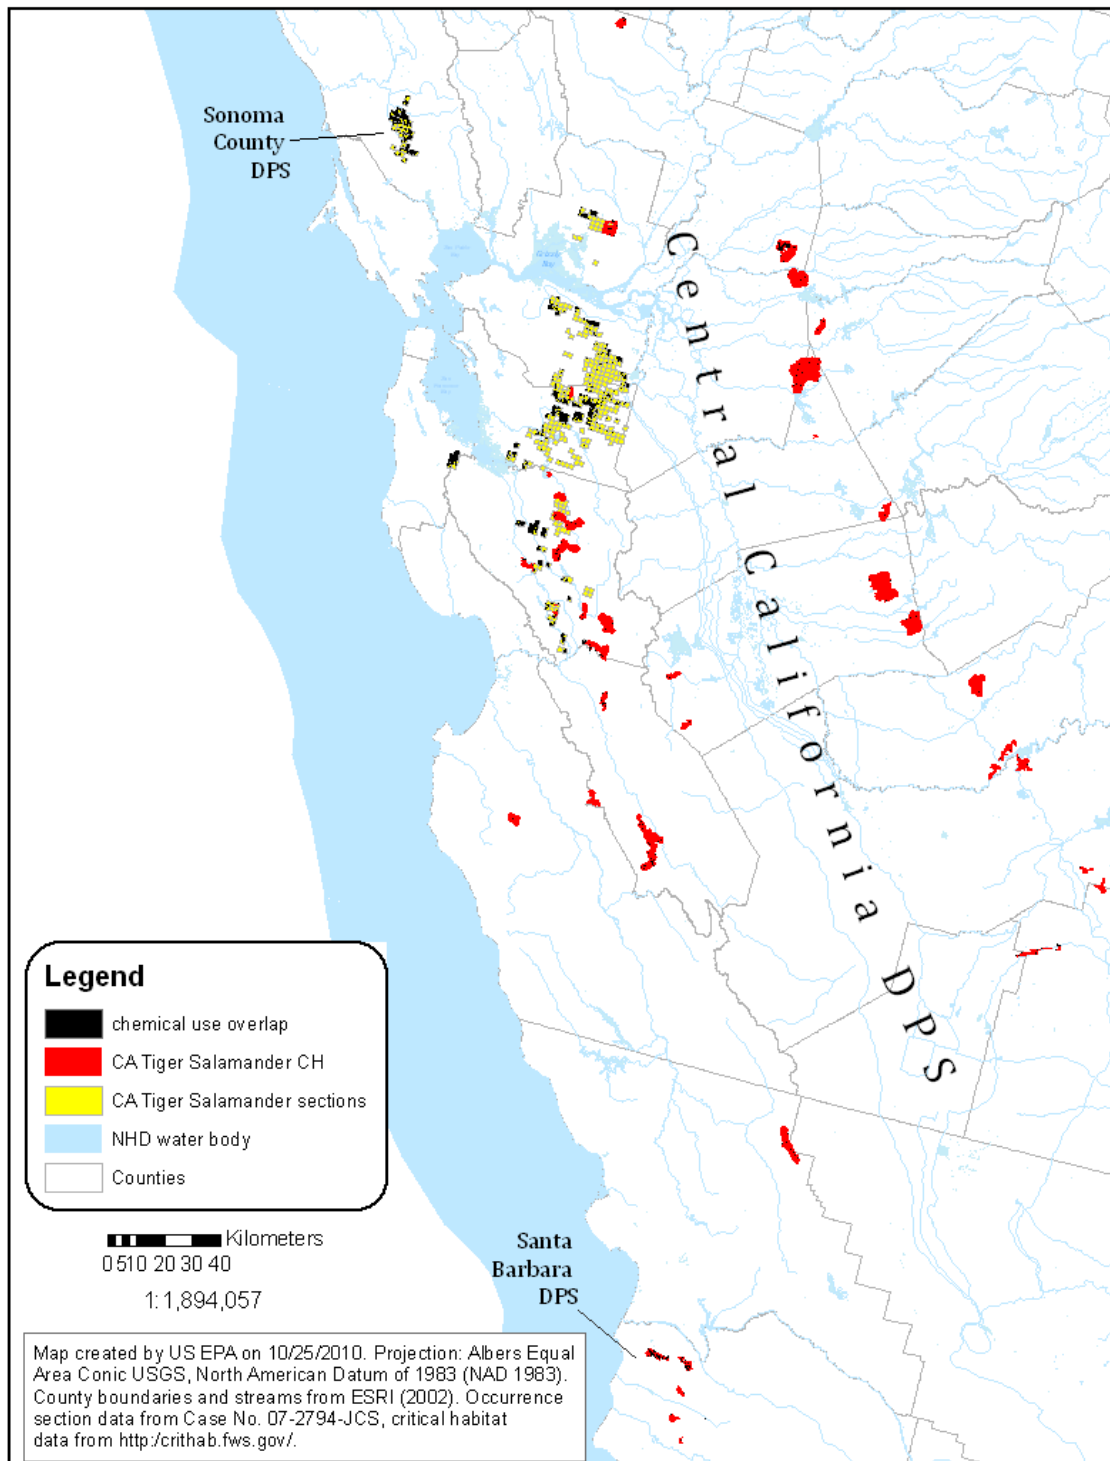 Sonoma
County
DPS
Grizzly
Bay
Central California DPS
Legend
chemical use overlap
CA Tiger Salamander CH
CA Tiger Salamander sections
NHD water body
Counties
Kilometers
0 510 20 30 40
1:1,894,057
Santa
Barbara
DPS
Map created by US EPA on 10/25/2010. Projection: Albers Equal
Area Conic USGS, North American Datum of 1983 (NAD 1983).
County boundaries and streams from ESRI (2002). Occurrence
section data from Case No. 07-2794-JCS, critical habitat
data from http:/crithab.fws.gov/.